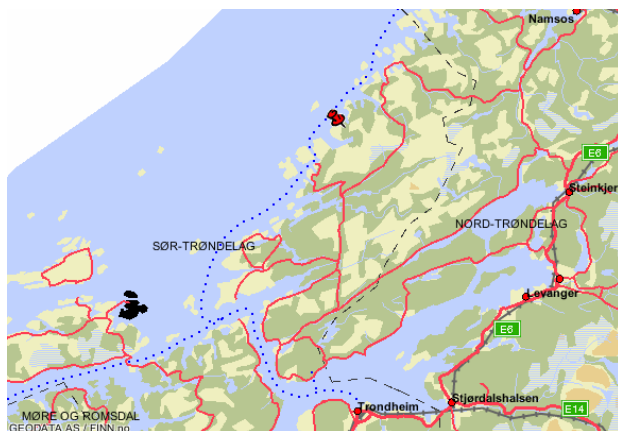 Namsos
E6
Steinkjer
SØR-TRØNDELAG
NORD-TRØNDELAG
Levanger
E6
Stjørdalshalsen
Trondheim
E14
MØRE OG ROMSDAL
GEODATA AS / FINN.no